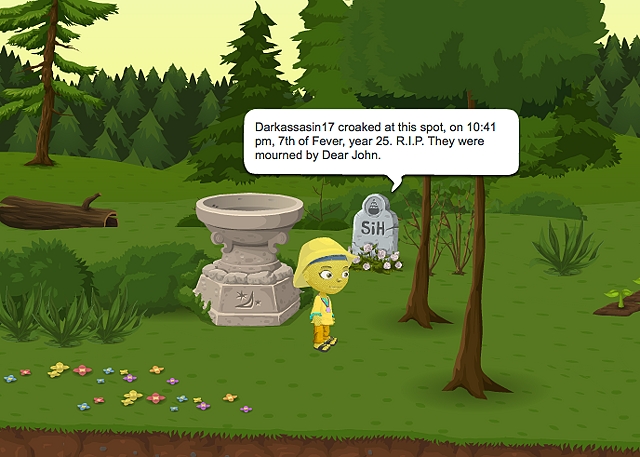 Darkassasin17 croaked at this spot, on 10:41
pm, 7th of Fever, year 25. R.I.P. They were
mourned by Dear John.
SiH